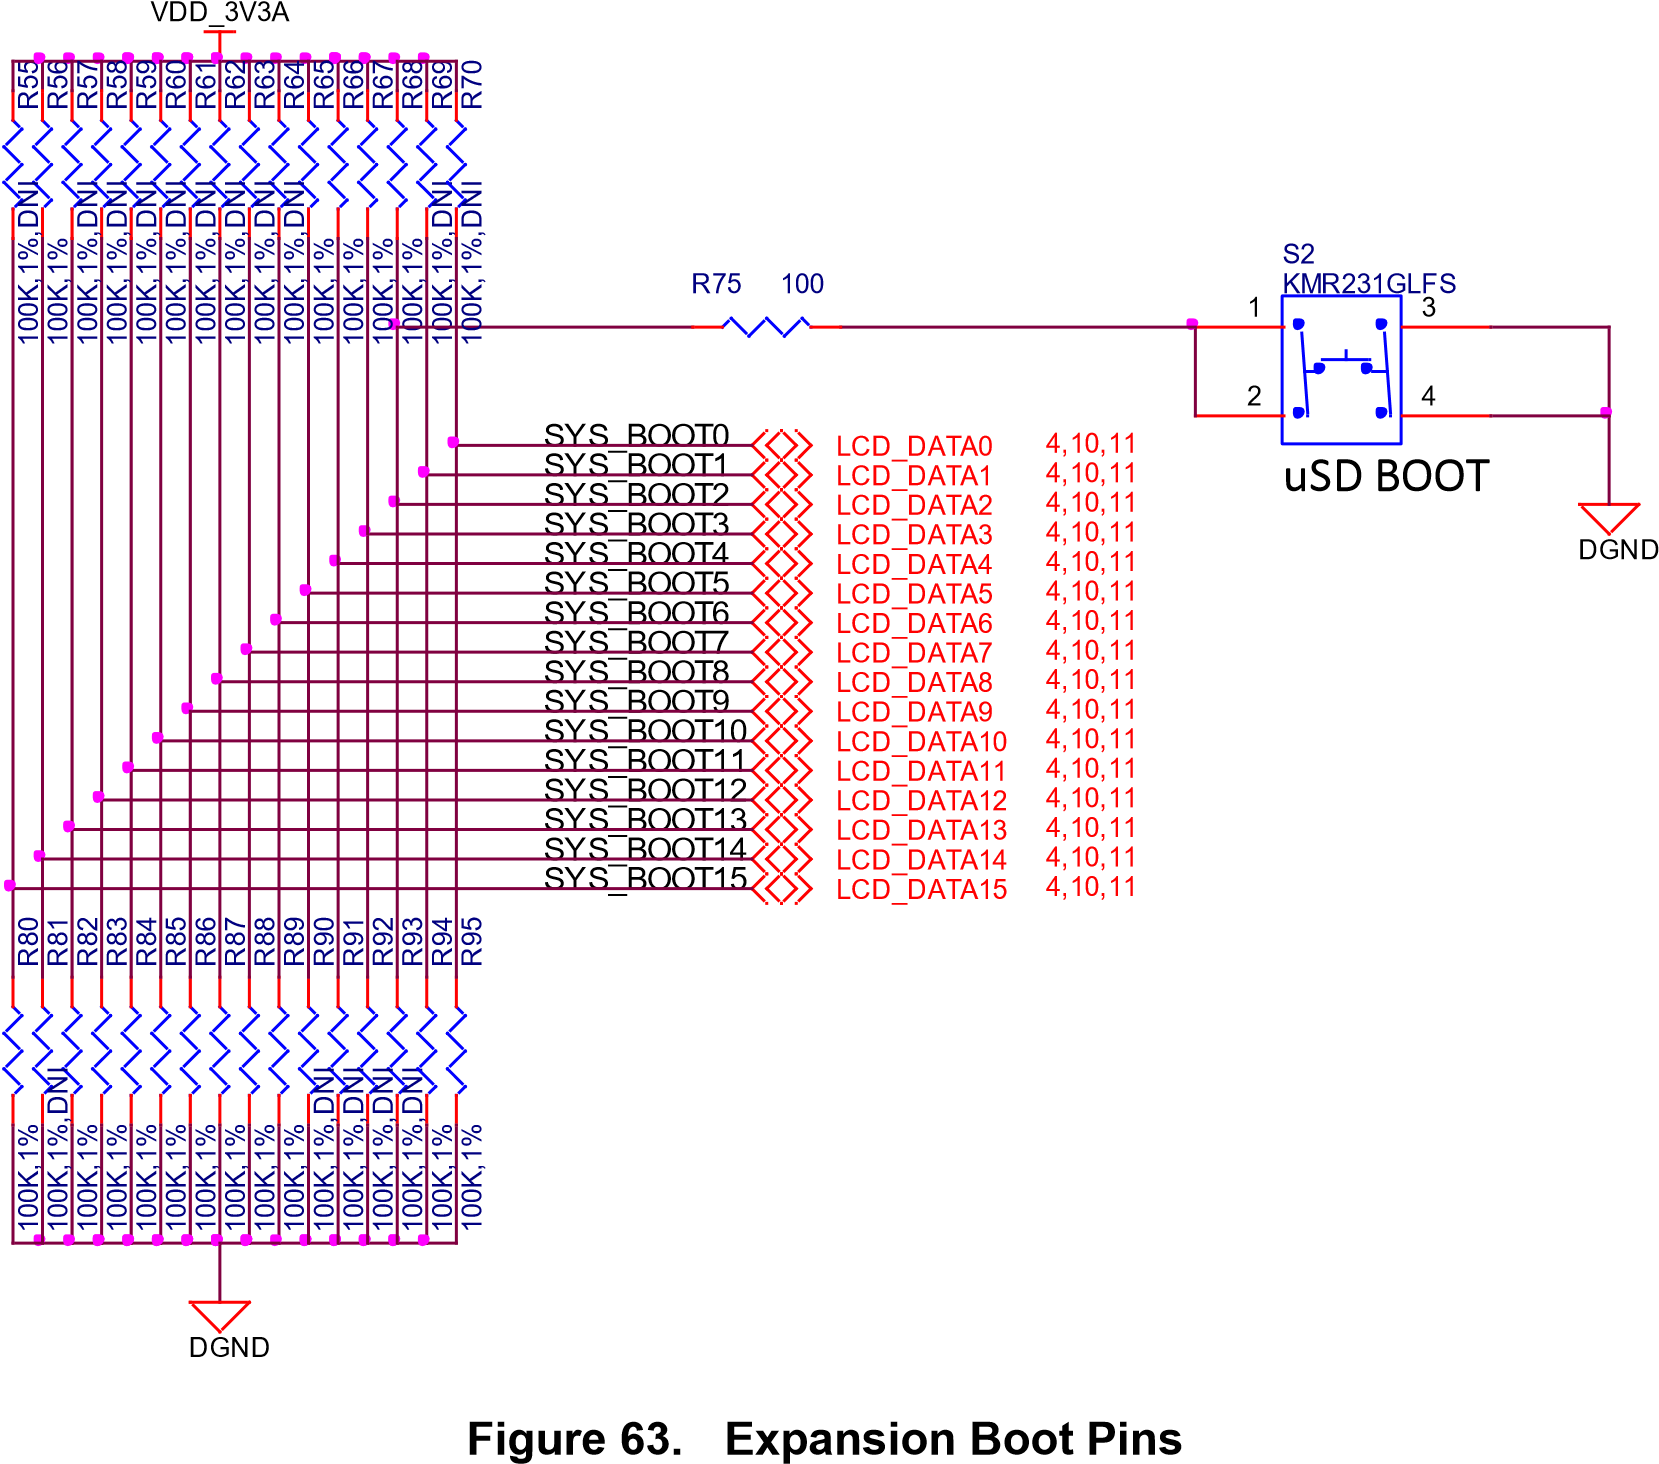 VDD_3V3A
R55
R56
R57
R58
R59
R60
R61
R62
R63
R64
R65
R66
R67
R68
R69
R70
100K,1%,DNI
100K,1%
100K,1%,DNI
100K,1%,DNI
100K,1%,DNI
100K,1%,DNI
100K,1%,DNI
100K,1%,DNI
100K,1%,DNI
100K,1%,DNI
100K,1%
100K,1%
100K,1%
100K,1%
100K,1%,DNI
100K,1%,DNI
R75 100
S2
KMR231GLFS
1 3
2 4
uSD BOOT
DGND
SYS_BOOT0 LCD_DATA0 4,10,11
SYS_BOOT1 LCD_DATA1 4,10,11
SYS_BOOT2 LCD_DATA2 4,10,11
SYS_BOOT3 LCD_DATA3 4,10,11
SYS_BOOT4 LCD_DATA4 4,10,11
SYS_BOOT5 LCD_DATA5 4,10,11
SYS_BOOT6 LCD_DATA6 4,10,11
SYS_BOOT7 LCD_DATA7 4,10,11
SYS_BOOT8 LCD_DATA8 4,10,11
SYS_BOOT9 LCD_DATA9 4,10,11
SYS_BOOT10 LCD_DATA10 4,10,11
SYS_BOOT11 LCD_DATA11 4,10,11
SYS_BOOT12 LCD_DATA12 4,10,11
SYS_BOOT13 LCD_DATA13 4,10,11
SYS_BOOT14 LCD_DATA14 4,10,11
SYS_BOOT15 LCD_DATA15 4,10,11
R80
R81
R82
R83
R84
R85
R86
R87
R88
R89
R90
R91
R92
R93
R94
R95
100K,1%
100K,1%,DNI
100K,1%
100K,1%
100K,1%
100K,1%
100K,1%
100K,1%
100K,1%
100K,1%
100K,1%,DNI
100K,1%,DNI
100K,1%,DNI
100K,1%,DNI
100K,1%
100K,1%
DGND
Figure 63. Expansion Boot Pins